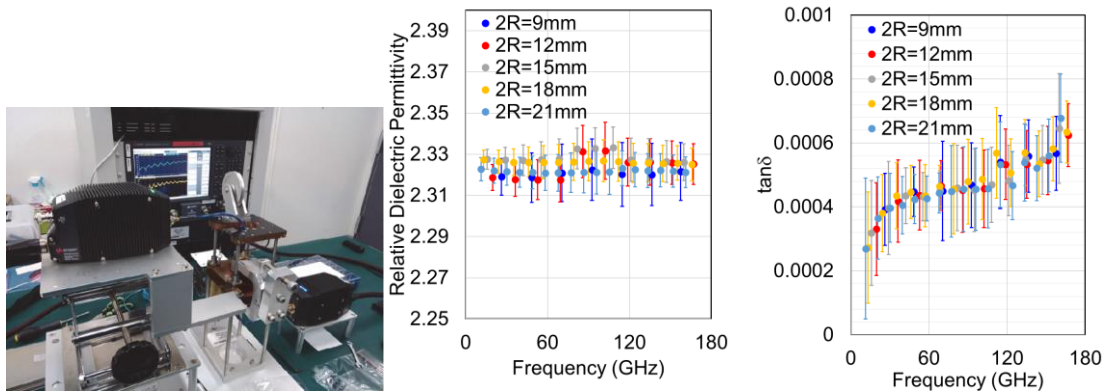 Relative Dielectric Permittivity
2.39
2.37
2.35
2.33
2.31
2.29
2.27
2.25
2R=9mm
2R=12mm
2R=15mm
2R=18mm
2R=21mm
0 60 120 180
Frequency (GHz)
tanδ
0.001
0.0008
0.0006
0.0004
0.0002
0
2R=9mm
2R=12mm
2R=15mm
2R=18mm
2R=21mm
0 60 120 180
Frequency (GHz)